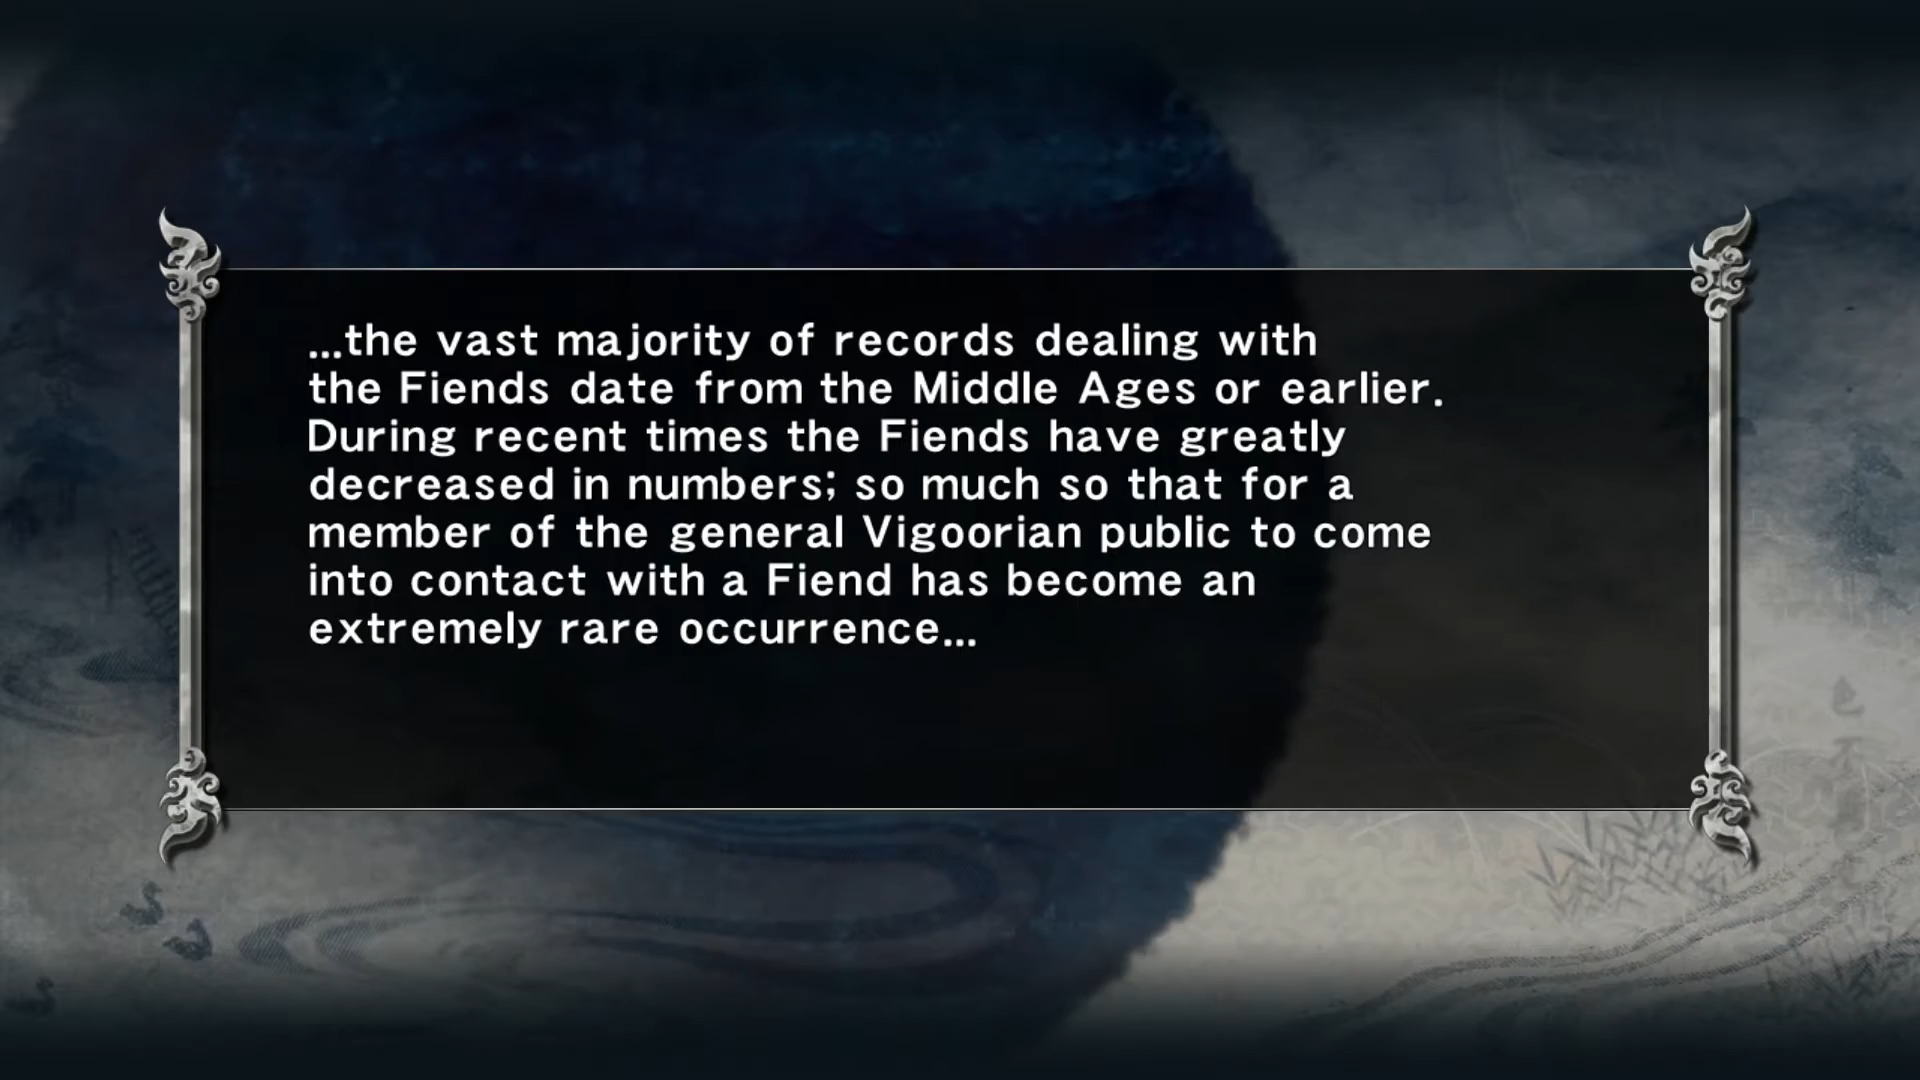 ...the vast majority of records dealing with
the Fiends date from the Middle Ages or earlier.
During recent times the Fiends have greatly
decreased in numbers; so much so that for a
member of the general Vigoorian public to come
into contact with a Fiend has become an
extremely rare occurrence...